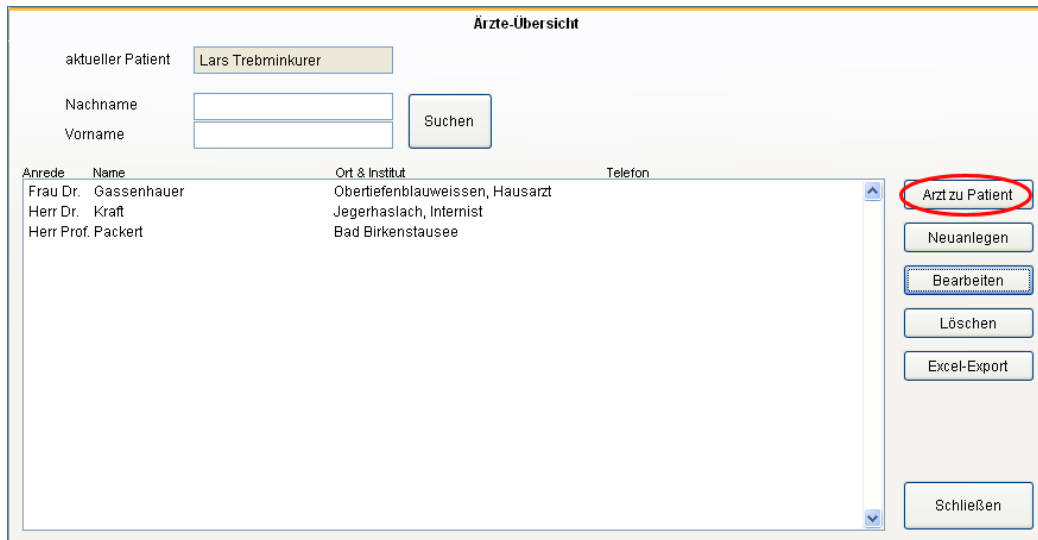 Ärzte-Übersicht
aktueller Patient Lars Trebminkurer
Nachname
Suchen
Vorname
Anrede Name Ort & Institut Telefon
Frau Dr. Gassenhauer Obertiefenblauweissen, Hausarzt
Herr Dr. Kraft Jegerhaslach, Internist
Herr Prof. Packert Bad Birkenstausee
Arzt zu Patient
Neuanlegen
Bearbeiten
Löschen
Excel-Export
Schließen